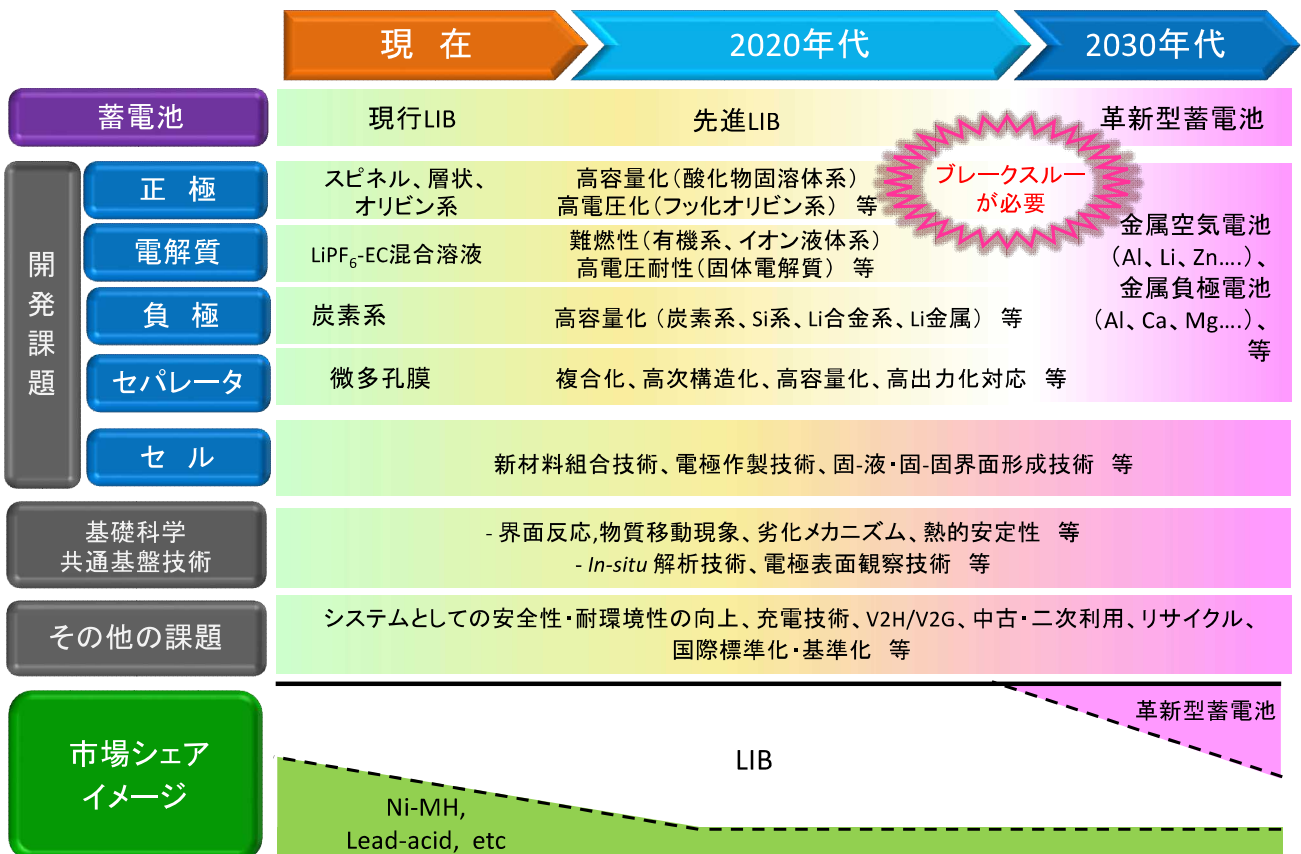 現 在
2020年代
2030年代
蓄電池
現行LIB
先進LIB
革新型蓄電池
ブレークスルー
が必要
開発課題
正 極
スピネル、層状、
オリビン系
高容量化(酸化物固溶体系)
高電圧化(フッ化オリビン系) 等
電解質
LiPF6-EC混合溶液
難燃性(有機系、イオン液体系)
高電圧耐性(固体電解質) 等
負 極
炭素系
高容量化(炭素系、Si系、Li合金系、Li金属) 等
セパレータ
微多孔膜
複合化、高次構造化、高容量化、高出力化対応 等
金属空気電池
(Al、Li、Zn....)、
金属負極電池
(Al、Ca、Mg....)、
等
セ ル
新材料組合技術、電極作製技術、固-液・固-固界面形成技術 等
基礎科学
共通基盤技術
- 界面反応,物質移動現象、劣化メカニズム、熱的安定性 等
- In-situ 解析技術、電極表面観察技術 等
その他の課題
システムとしての安全性・耐環境性の向上、充電技術、V2H/V2G、中古・二次利用、リサイクル、
国際標準化・基準化 等
市場シェア
イメージ
革新型蓄電池
LIB
Ni-MH,
Lead-acid, etc